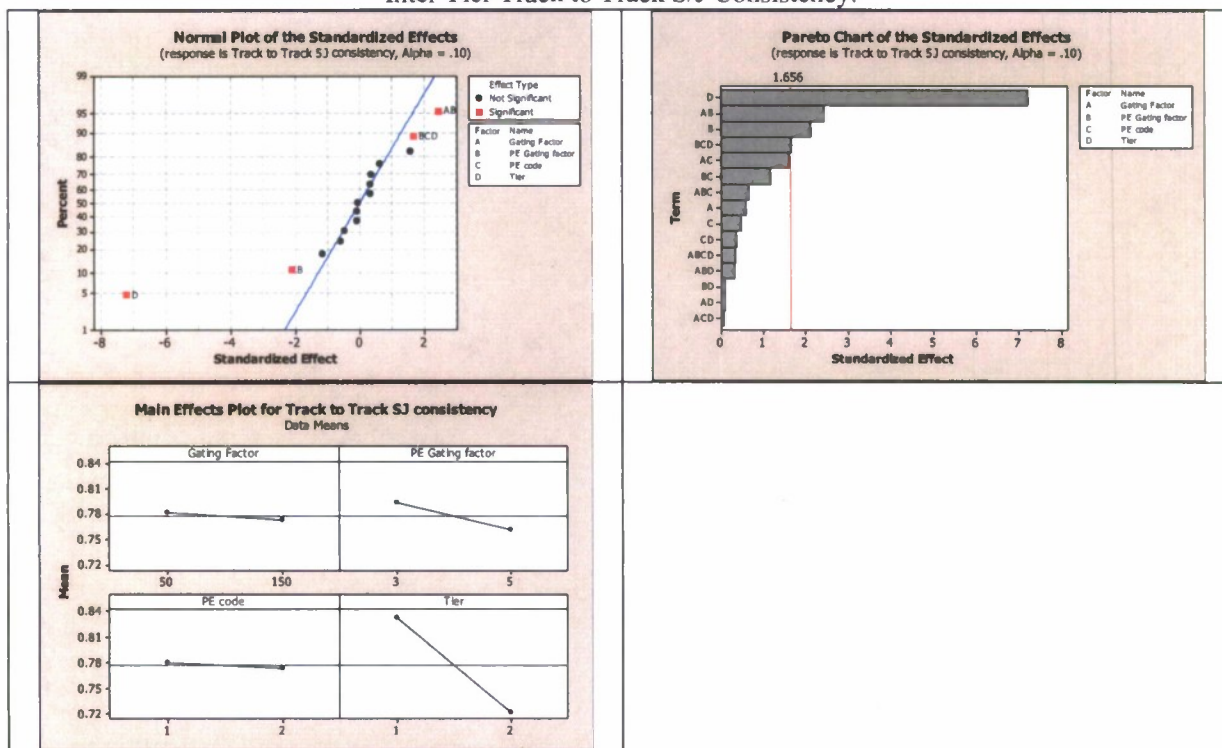 Inter-Tier Track to Track S/J Consistency:
Normal Plot of the Standardized Effects
(response is Track to Track SJ consistency, Alpha = .10)
99
95
90
80
70
60
50
40
30
20
10
5
1
Percent
-8
-6
-4
-2
0
2
Standardized Effect
AB
BCD
B
D
Effect Type
Not Significant
Significant
Factor Name
A Gating Factor
B PE Gating factor
C PE code
D Tier
Pareto Chart of the Standardized Effects
(response is Track to Track SJ consistency, Alpha = .10)
1.656
Term
D
AB
B
BCD
AC
BC
ABC
A
C
CD
ABCD
ABD
BD
AD
ACD
0
1
2
3
4
5
6
7
8
Standardized Effect
Factor Name
A Gating Factor
B PE Gating factor
C PE code
D Tier
Main Effects Plot for Track to Track SJ consistency
Data Means
Mean
Gating Factor
PE Gating factor
0.84
0.81
0.78
0.75
0.72
50
150
3
5
PE code
Tier
0.84
0.81
0.78
0.75
0.72
1
2
1
2